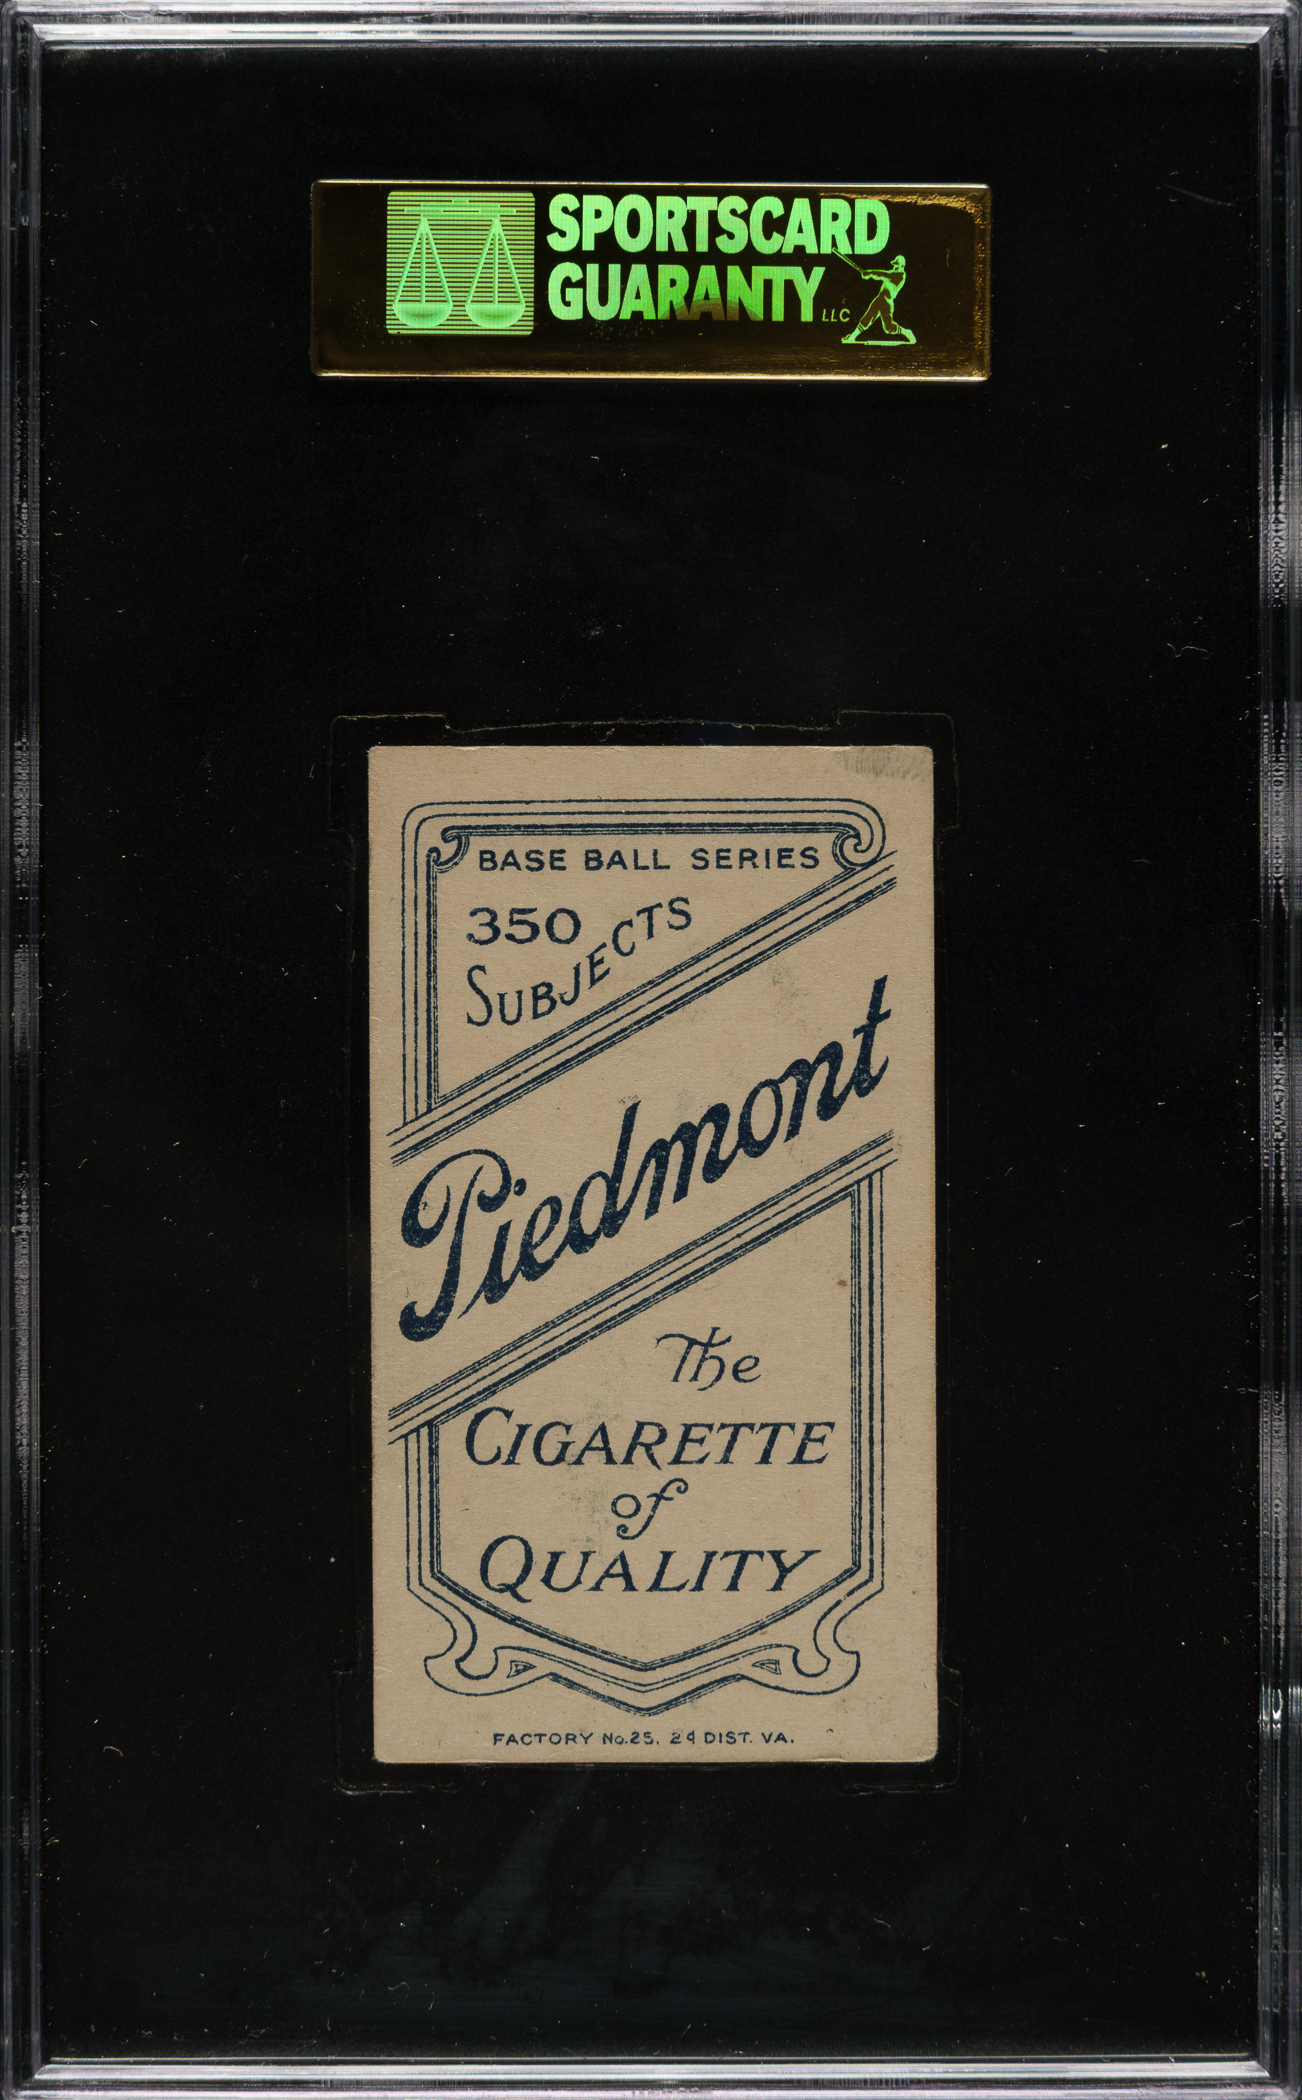 SPORTSCARD
GUARANTY LLC
BASE BALL SERIES
350
SUBJECTS
Piedmont
The
CIGARETTE
of
QUALITY
FACTORY No.25. 2d DIST. VA.